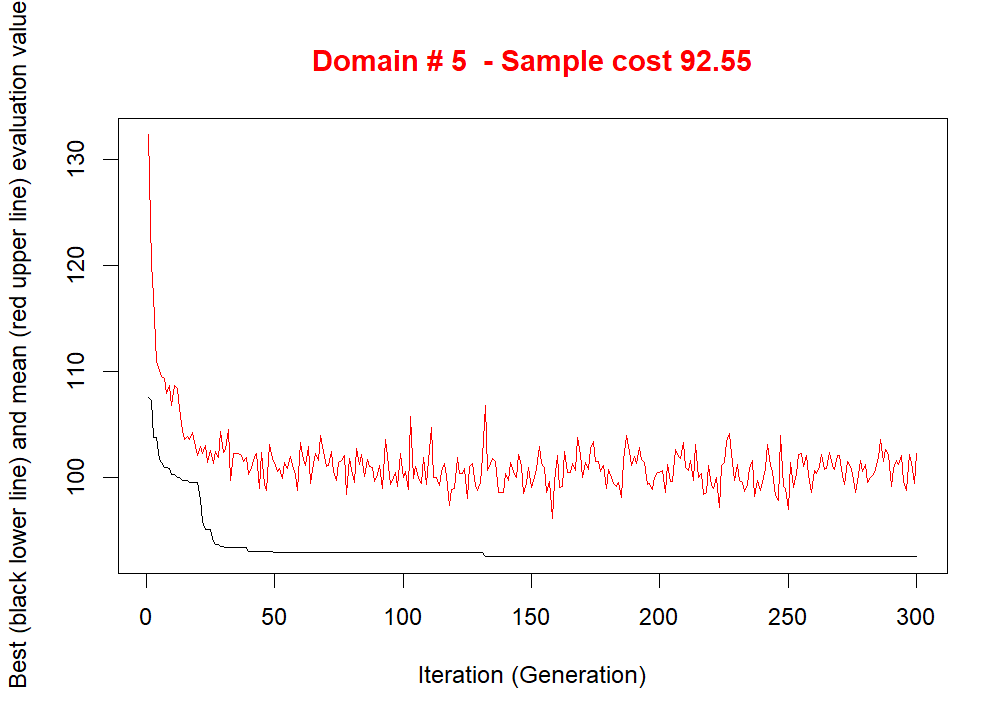 Domain # 5  - Sample cost 92.55
Best (black lower line) and mean (red upper line) evaluation value
130
120
110
100
0 50 100 150 200 250 300
Iteration (Generation)